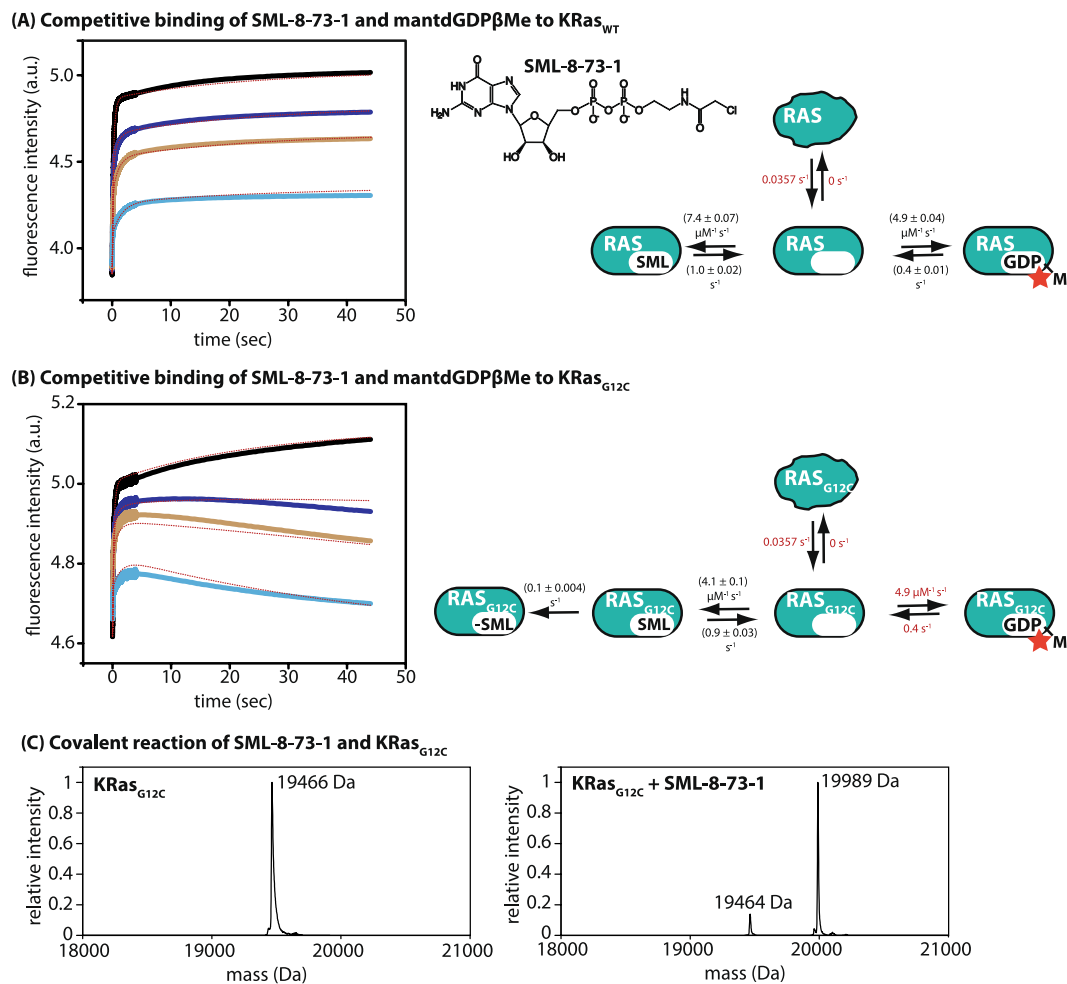 (A) Competitive binding of SML-8-73-1 and mantdGDPβMe to KRasWT
fluorescence intensity (a.u.)
5.0
4.5
4.0
0 10 20 30 40 50
time (sec)
SML-8-73-1
O
N
HN
H₂N
N
N
O
O O
P P
O⁻ O⁻
O
O
O
H
N
O
Cl
HO OH
RAS
0.0357 s⁻¹
0 s⁻¹
RAS
SML
(7.4 ± 0.07)
µM⁻¹ s⁻¹
(1.0 ± 0.02)
s⁻¹
RAS
(4.9 ± 0.04)
µM⁻¹ s⁻¹
(0.4 ± 0.01)
s⁻¹
RAS
GDP
M
(B) Competitive binding of SML-8-73-1 and mantdGDPβMe to KRasG12C
fluorescence intensity (a.u.)
5.2
5.0
4.8
4.6
0 10 20 30 40 50
time (sec)
RASG12C
0.0357 s⁻¹
0 s⁻¹
RASG12C
-SML
(0.1 ± 0.004)
s⁻¹
RASG12C
SML
(4.1 ± 0.1)
µM⁻¹ s⁻¹
(0.9 ± 0.03)
s⁻¹
RASG12C
4.9 µM⁻¹ s⁻¹
0.4 s⁻¹
RASG12C
GDP
M
(C) Covalent reaction of SML-8-73-1 and KRasG12C
relative intensity
1
0.8
0.6
0.4
0.2
0
KRasG12C
19466 Da
18000 19000 20000 21000
mass (Da)
relative intensity
1
0.8
0.6
0.4
0.2
0
KRasG12C + SML-8-73-1
19989 Da
19464 Da
18000 19000 20000 21000
mass (Da)